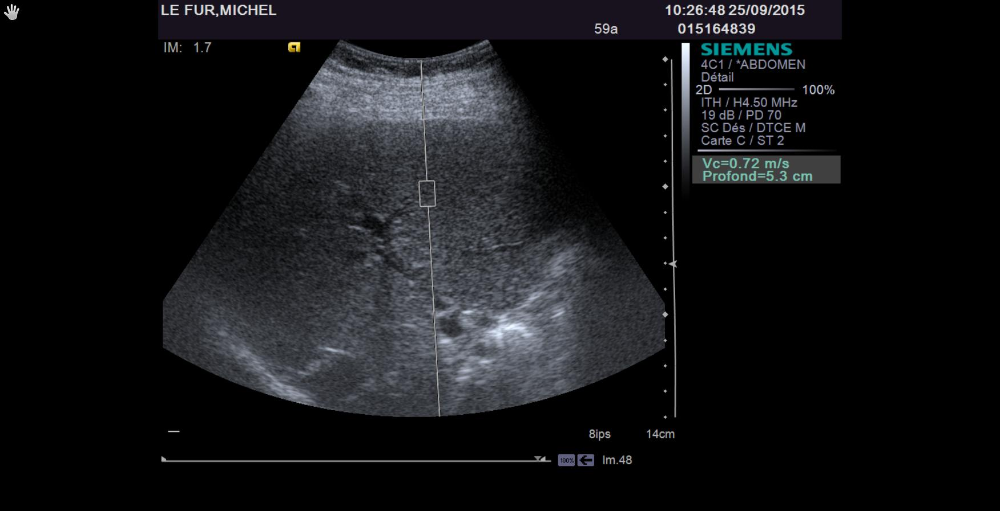 LE FUR,MICHEL
10:26:48 25/09/2015
59a
015164839
IM: 1.7
SIEMENS
4C1 / *ABDOMEN
Détail
2D 100%
ITH / H4.50 MHz
19 dB / PD 70
SC Dés / DTCE M
Carte C / ST 2
Vc=0.72 m/s
Profond=5.3 cm
8ips
14cm
100%
Im.48